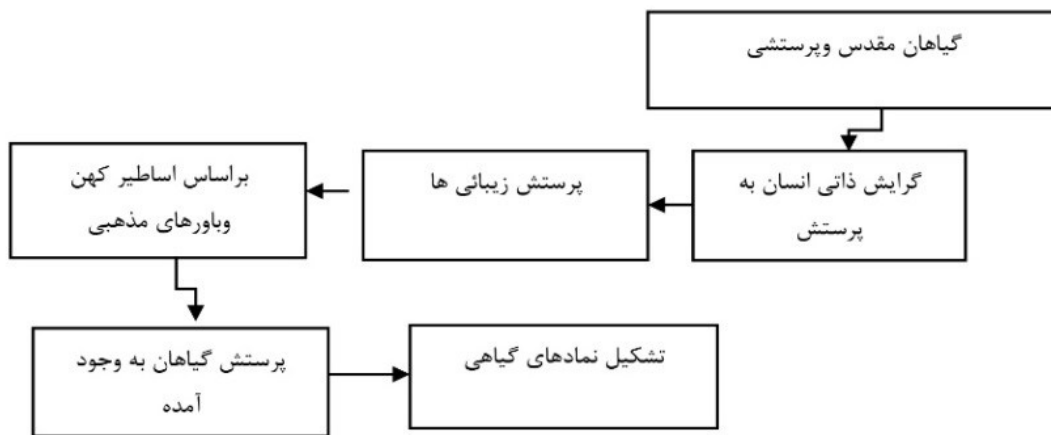 گیاهان مقدس وپرستشی
گرایش ذاتی انسان به
پرستش
پرستش زیبائی ها
براساس اساطیر کهن
وباورهای مذهبی
پرستش گیاهان به وجود
آمده
تشکیل نمادهای گیاهی